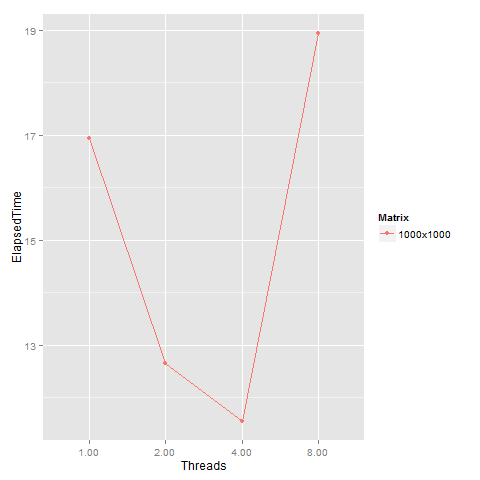 19
17
15
13
ElapsedTime
1.00 2.00 4.00 8.00
Threads
Matrix
1000x1000